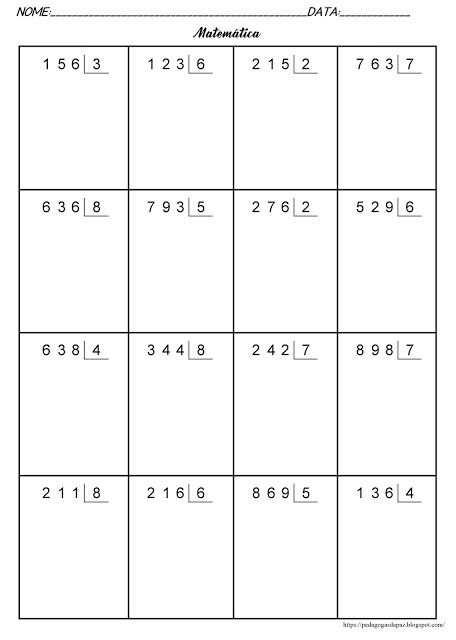 NOME:___________________________________________DATA:_____________
Matemática
1 5 6 3 1 2 3 6 2 1 5 2 7 6 3 7
6 3 6 8 7 9 3 5 2 7 6 2 5 2 9 6
6 3 8 4 3 4 4 8 2 4 2 7 8 9 8 7
2 1 1 8 2 1 6 6 8 6 9 5 1 3 6 4
https://pedagogasdapaz.blogspot.com/